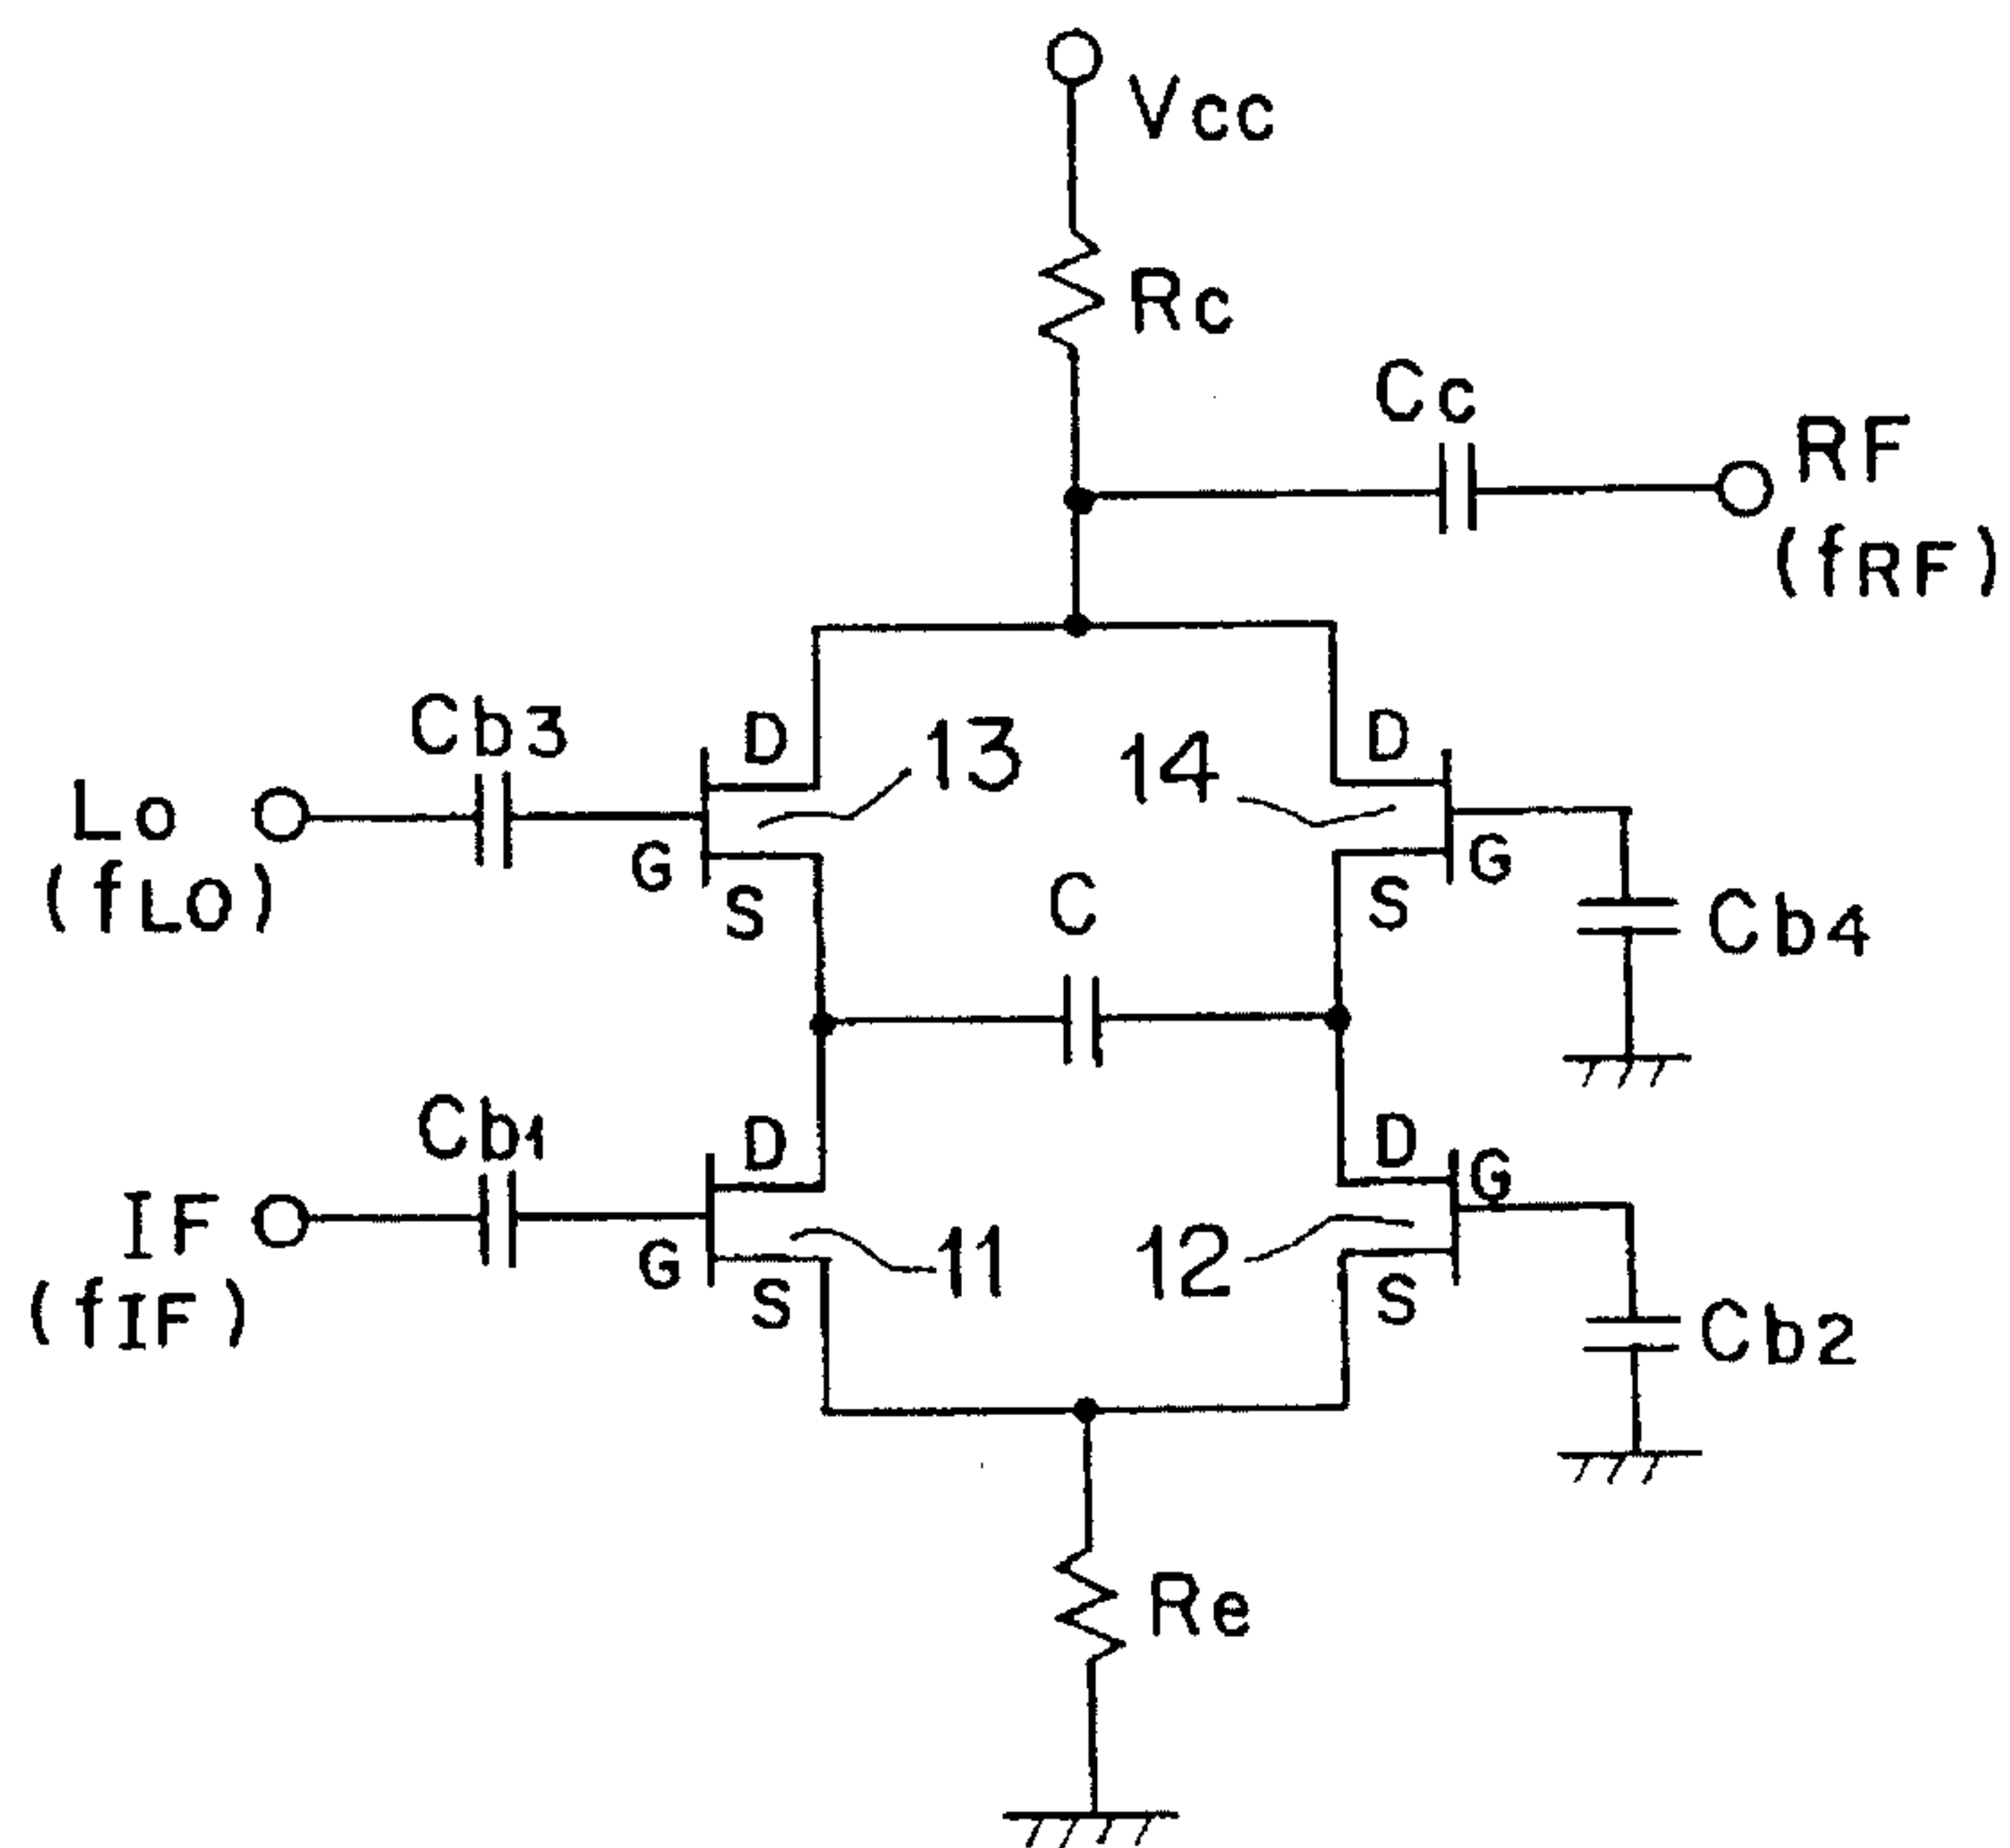 Vcc
Rc
Cc
RF
(fRF)
Cb3
D
13
14
D
Lo
(fLO)
G
S
C
S
G
Cb4
Cb1
D
D
G
IF
(fIF)
G
S
11
12
S
Cb2
Re